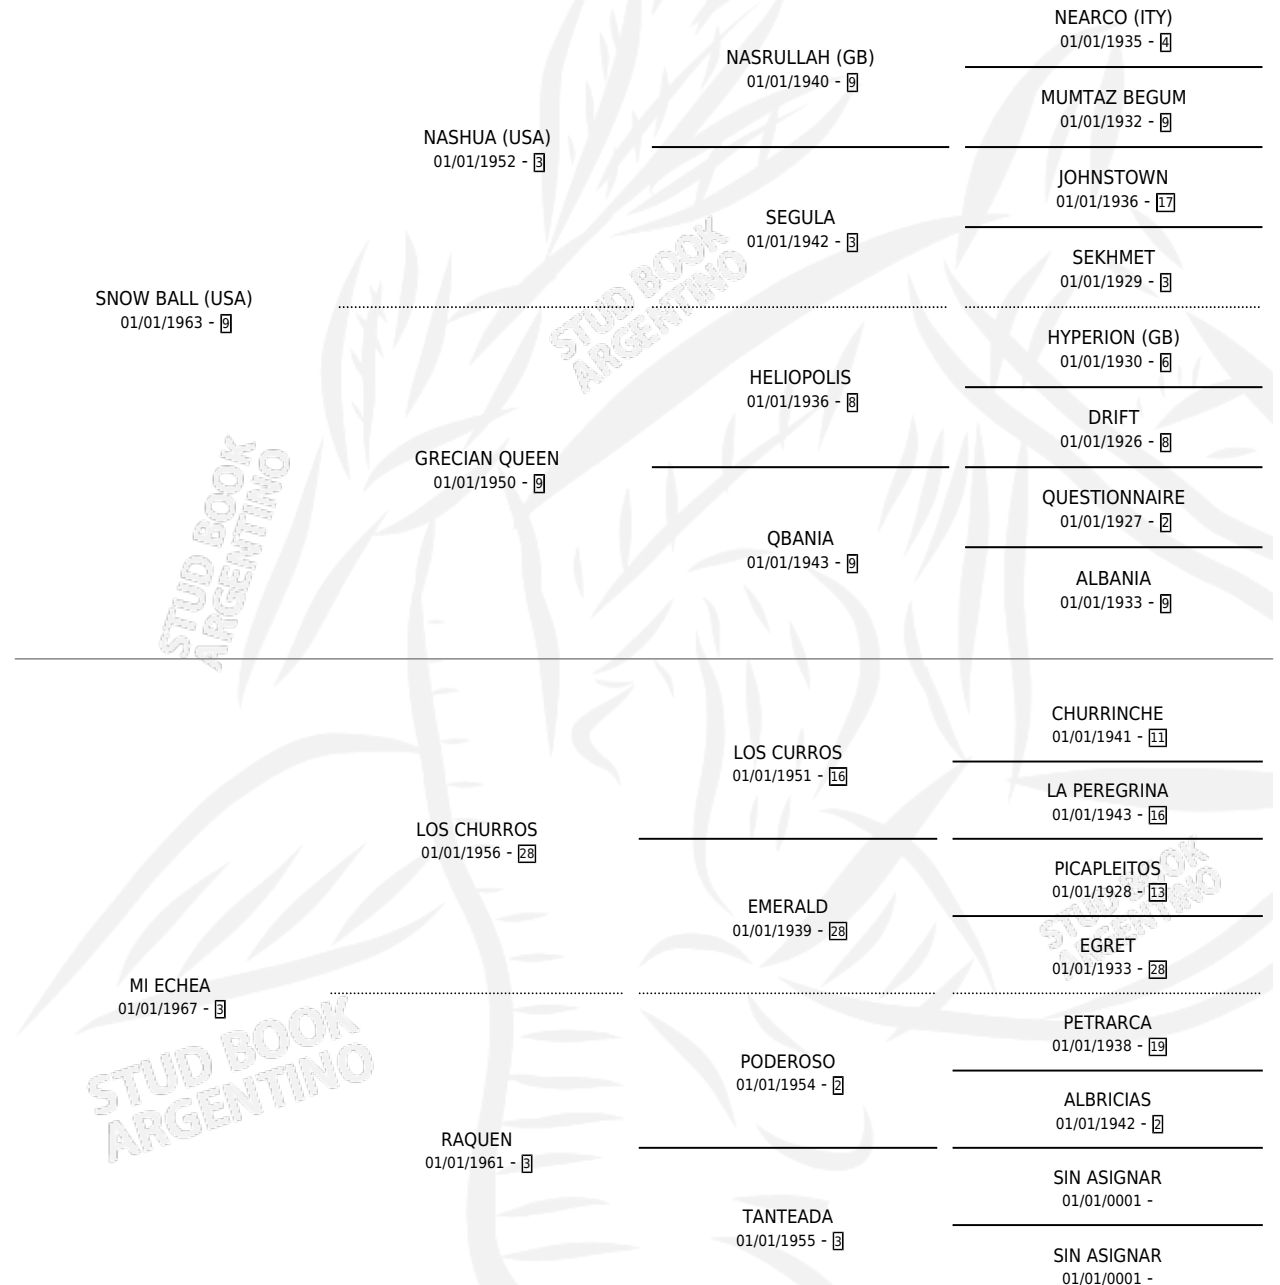 NEARCO (ITY)
01/01/1935 - 4
NASRULLAH (GB)
01/01/1940 - 9
MUMTAZ BEGUM
01/01/1932 - 9
NASHUA (USA)
01/01/1952 - 3
JOHNSTOWN
01/01/1936 - 17
SEGULA
01/01/1942 - 3
SEKHMET
01/01/1929 - 3
SNOW BALL (USA)
01/01/1963 - 9
HYPERION (GB)
01/01/1930 - 6
HELIOPOLIS
01/01/1936 - 8
DRIFT
01/01/1926 - 8
GRECIAN QUEEN
01/01/1950 - 9
QUESTIONNAIRE
01/01/1927 - 2
QBANIA
01/01/1943 - 9
ALBANIA
01/01/1933 - 9
STUD BOOK
ARGENTINO
STUD BOOK
ARGENTINO
CHURRINCHE
01/01/1941 - 11
LOS CURROS
01/01/1951 - 16
LA PEREGRINA
01/01/1943 - 16
LOS CHURROS
01/01/1956 - 28
PICAPLEITOS
01/01/1928 - 13
EMERALD
01/01/1939 - 28
EGRET
01/01/1933 - 28
STUD BOOK
ARGENTINO
MI ECHEA
01/01/1967 - 3
PETRARCA
01/01/1938 - 19
PODEROSO
01/01/1954 - 2
ALBRICIAS
01/01/1942 - 2
STUD BOOK
ARGENTINO
RAQUEN
01/01/1961 - 3
SIN ASIGNAR
01/01/0001 -
TANTEADA
01/01/1955 - 3
SIN ASIGNAR
01/01/0001 -